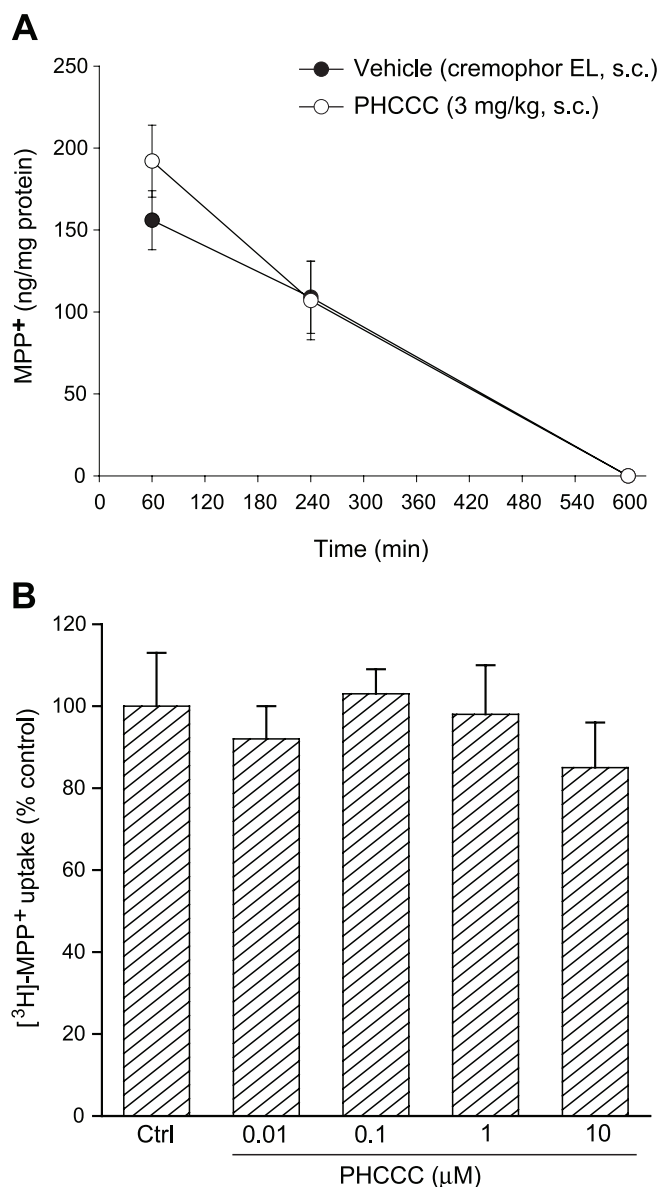 A
Vehicle (cremophor EL, s.c.)
PHCCC (3 mg/kg, s.c.)
MPP+ (ng/mg protein)
250
200
150
100
50
0
0 60 120 180 240 300 360 420 480 540 600
Time (min)
B
[³H]-MPP⁺ uptake (% control)
120
100
80
60
40
20
0
Ctrl 0.01 0.1 1 10
PHCCC (μM)